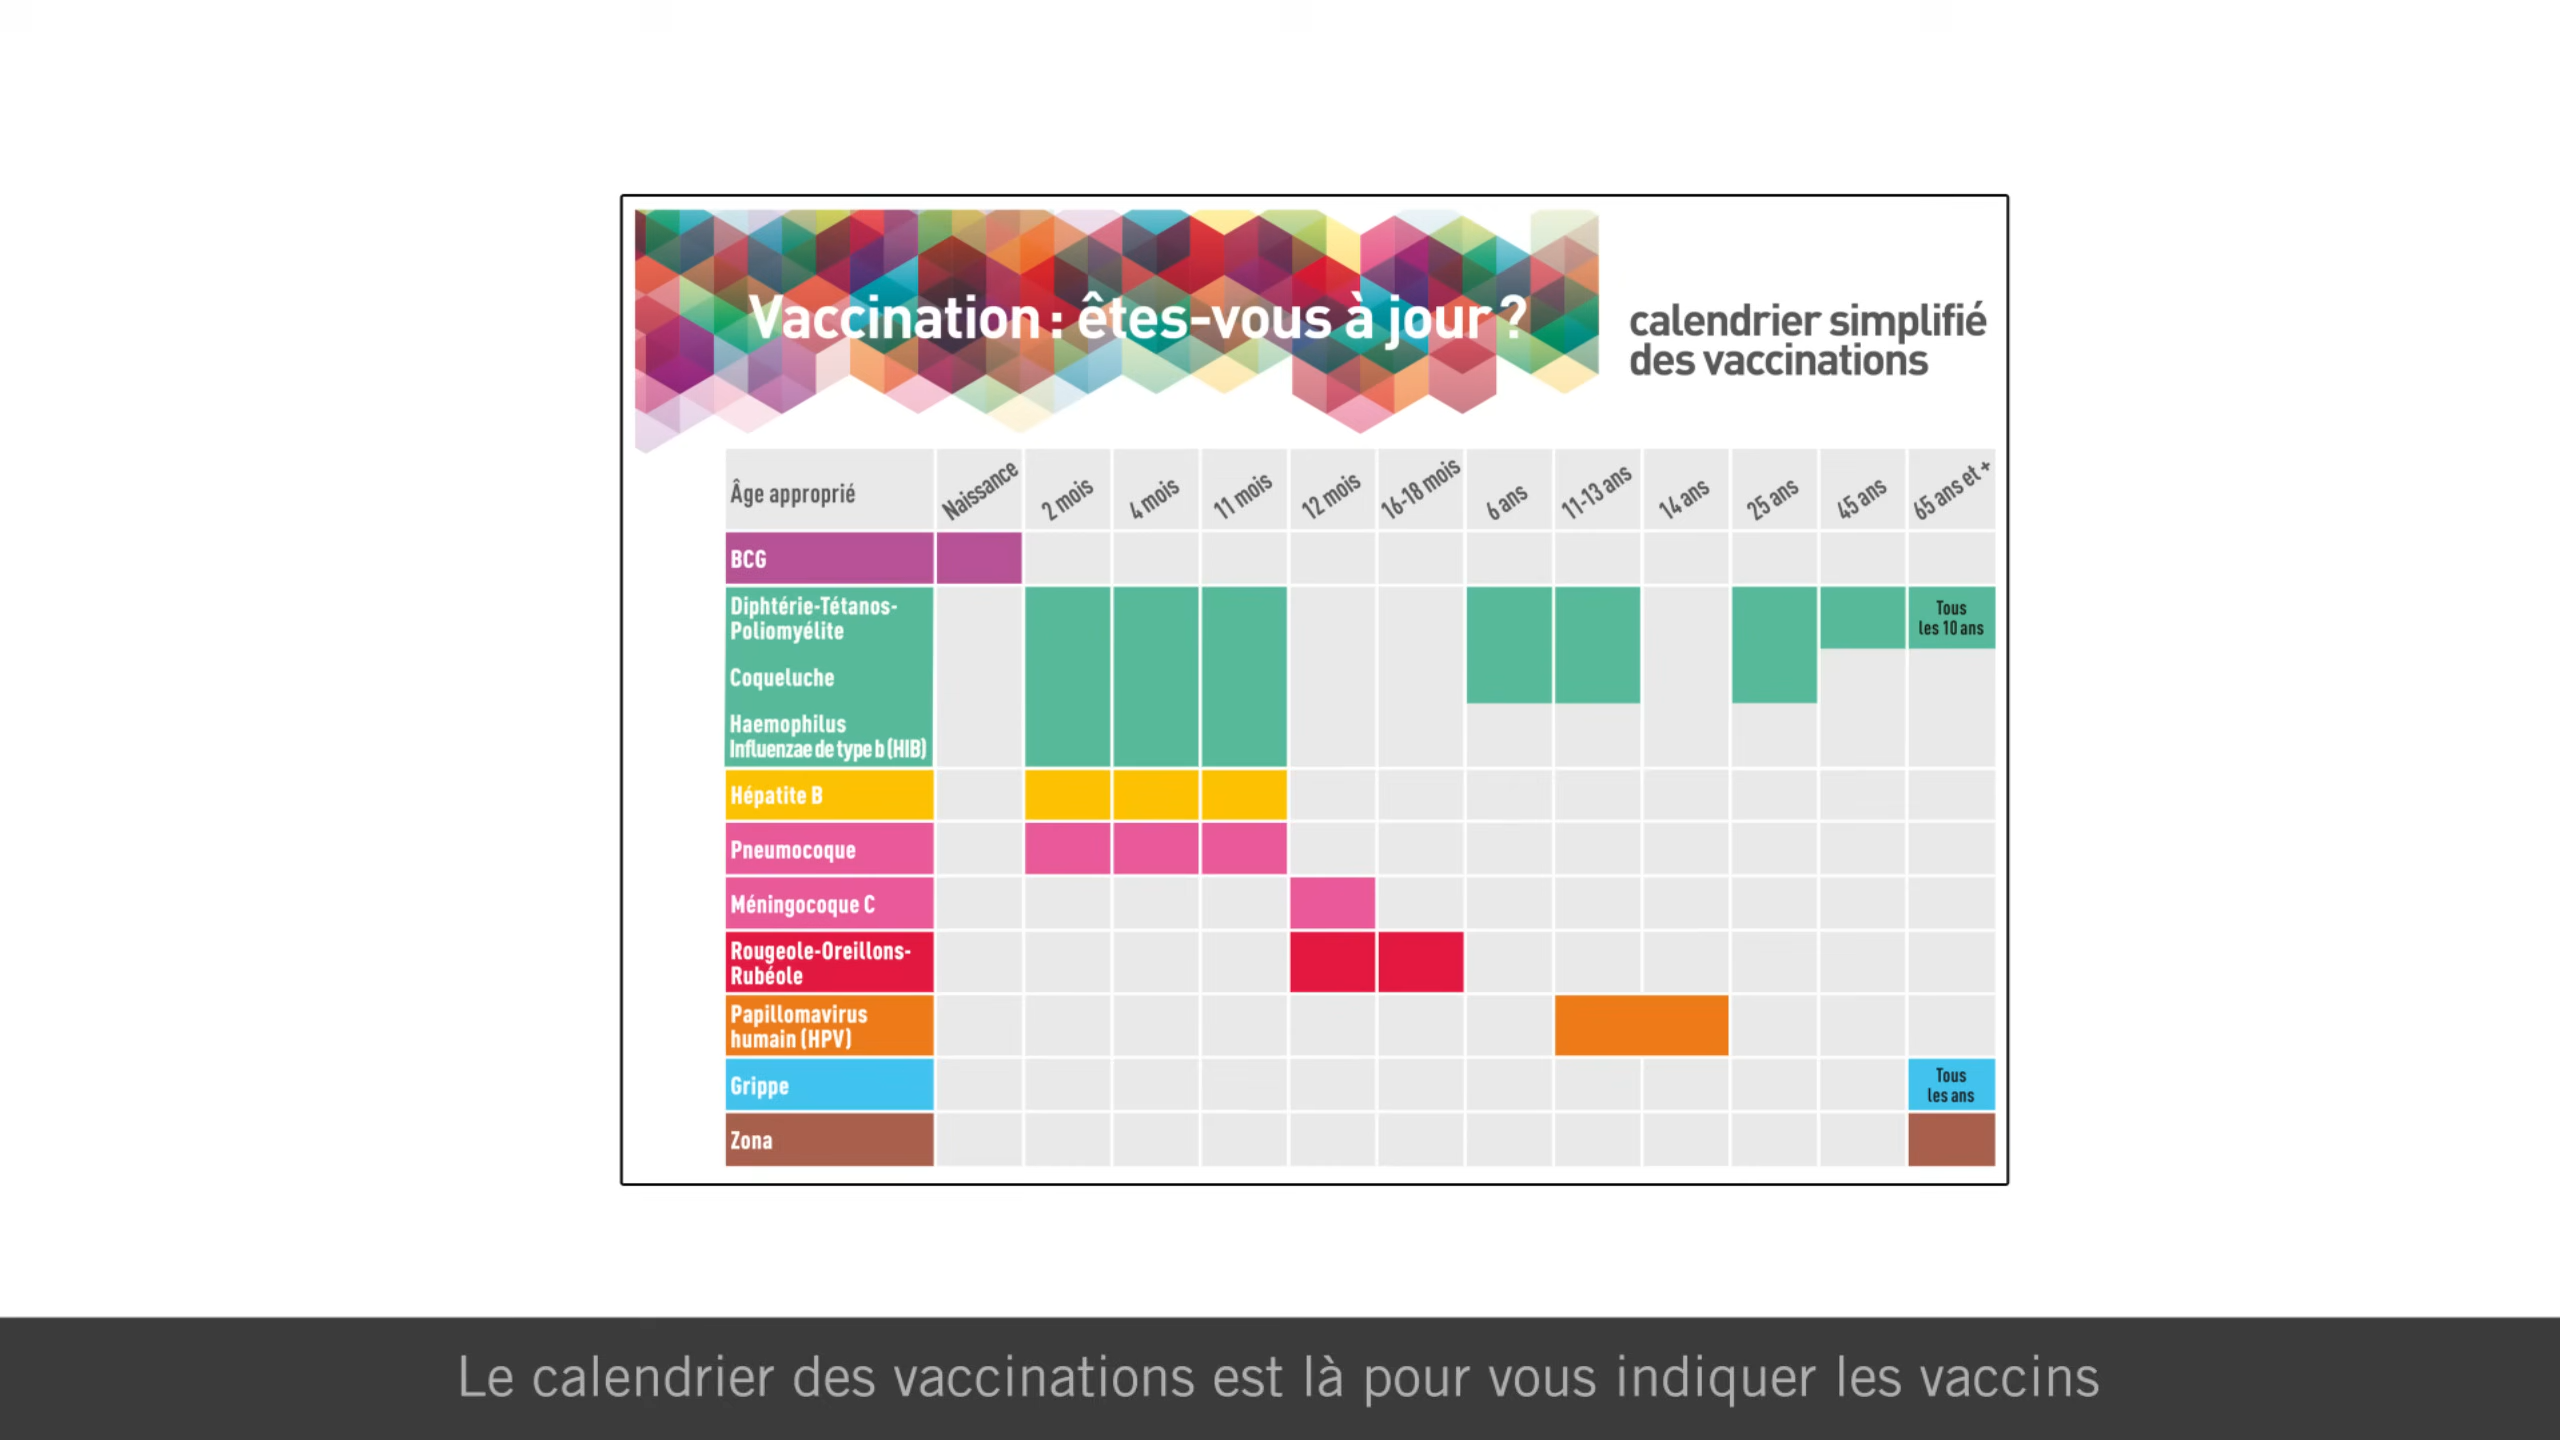 Vaccination : êtes-vous à jour ?
calendrier simplifié
des vaccinations
Âge approprié
Naissance
2 mois
4 mois
11 mois
12 mois
16-18 mois
6 ans
11-13 ans
14 ans
25 ans
45 ans
65 ans et +
BCG
Diphtérie-Tétanos-
Poliomyélite
Tous
les 10 ans
Coqueluche
Haemophilus
Influenzae de type b (HIB)
Hépatite B
Pneumocoque
Méningocoque C
Rougeole-Oreillons-
Rubéole
Papillomavirus
humain (HPV)
Grippe
Tous
les ans
Zona
Le calendrier des vaccinations est là pour vous indiquer les vaccins